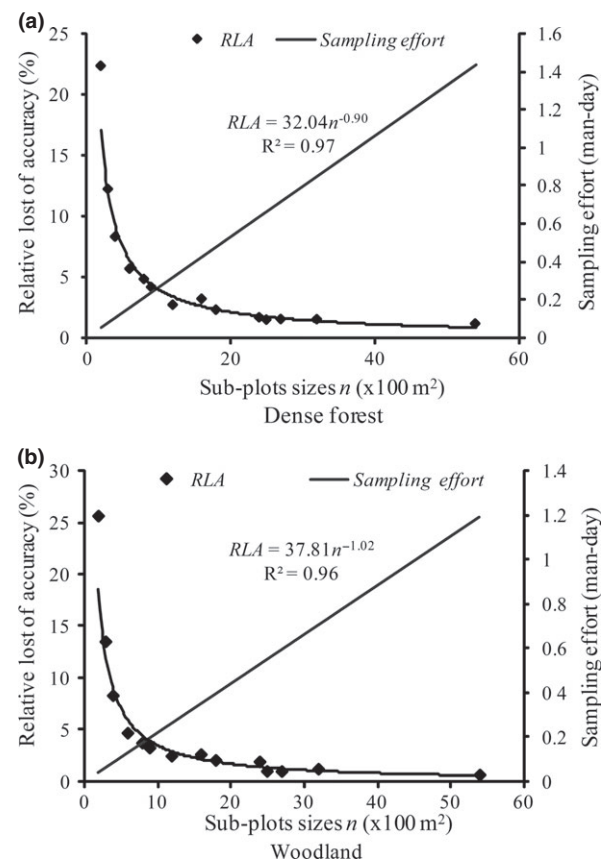 (a)
RLA
Sampling effort
25
20
15
10
5
0
1.6
1.4
1.2
1
0.8
0.6
0.4
0.2
0
RLA = 32.04n^-0.90
R² = 0.97
Relative lost of accuracy (%)
Sampling effort (man-day)
0 20 40 60
Sub-plots sizes n (x100 m²)
Dense forest
(b)
RLA
Sampling effort
30
25
20
15
10
5
0
1.4
1.2
1
0.8
0.6
0.4
0.2
0
RLA = 37.81n^−1.02
R² = 0.96
Relative lost of accuracy (%)
Sampling effort (man-day)
0 10 20 30 40 50 60
Sub-plots sizes n (x100 m²)
Woodland